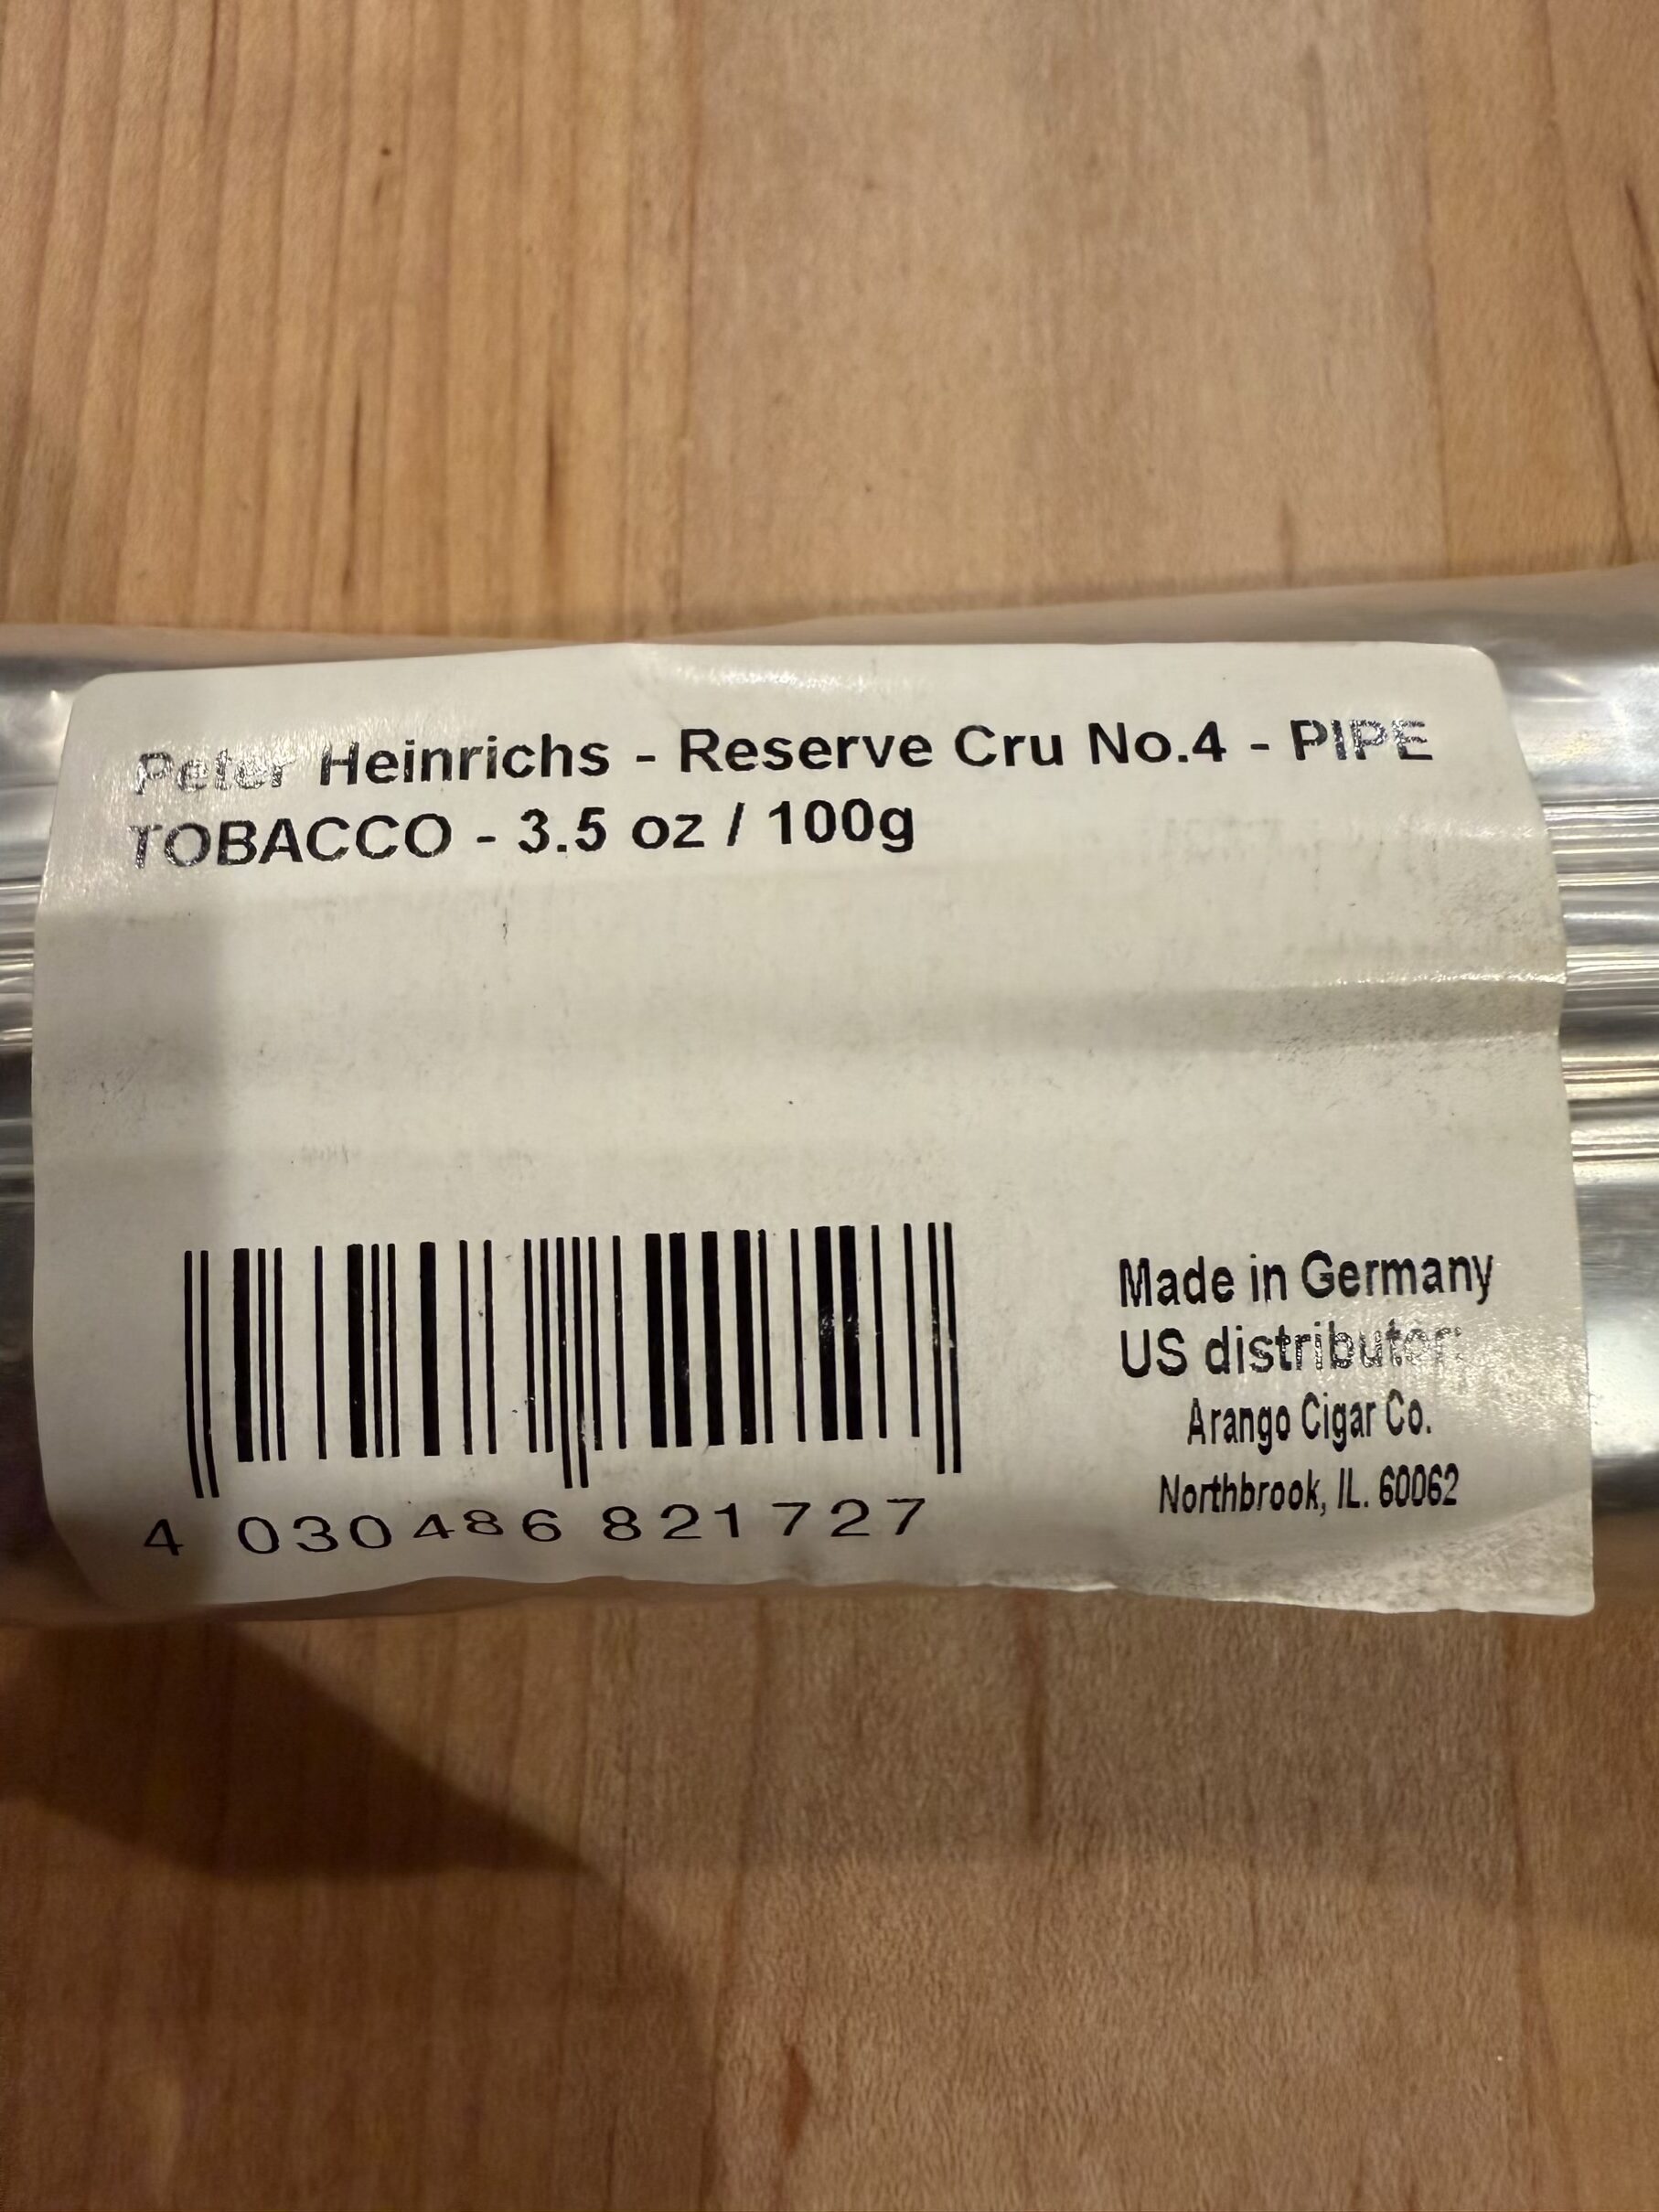 Peter Heinrichs - Reserve Cru No.4 - PIPE
TOBACCO - 3.5 oz / 100g
4 030486 821727
Made in Germany
US distributor:
Arango Cigar Co.
Northbrook, IL. 60062